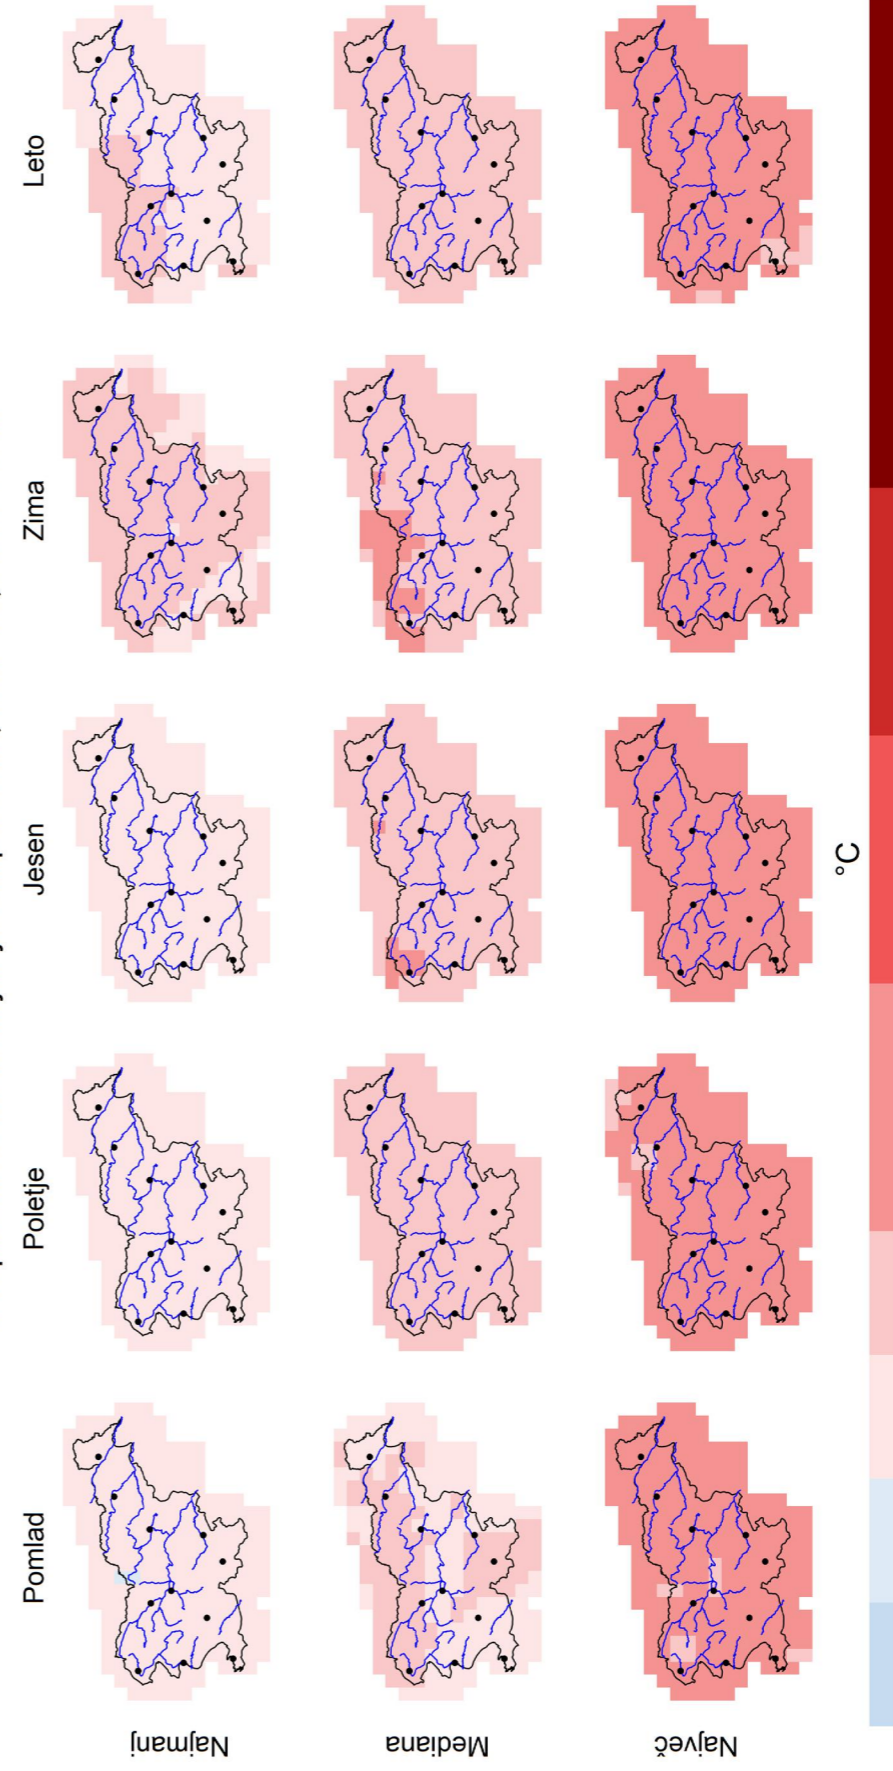 Pomlad
Poletje
Jesen
Zima
Leto
Najmanj
Mediana
Največ
°C